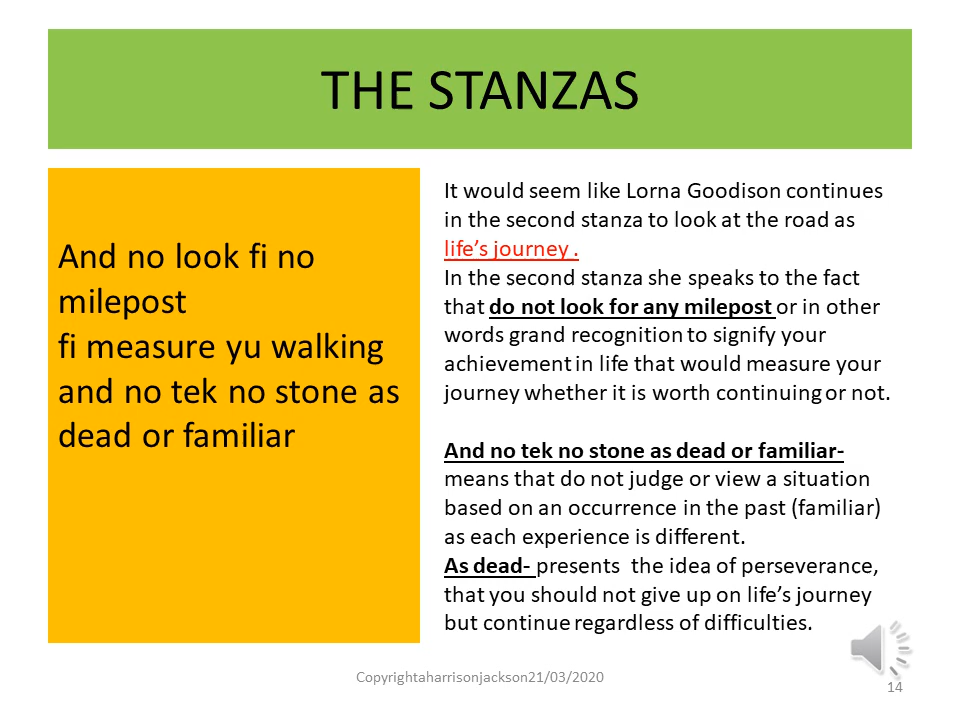 THE STANZAS
And no look fi no
milepost
fi measure yu walking
and no tek no stone as
dead or familiar
It would seem like Lorna Goodison continues
in the second stanza to look at the road as
life’s journey .
In the second stanza she speaks to the fact
that do not look for any milepost or in other
words grand recognition to signify your
achievement in life that would measure your
journey whether it is worth continuing or not.
And no tek no stone as dead or familiar-
means that do not judge or view a situation
based on an occurrence in the past (familiar)
as each experience is different.
As dead- presents  the idea of perseverance,
that you should not give up on life’s journey
but continue regardless of difficulties.
Copyrightaharrisonjackson21/03/2020
14